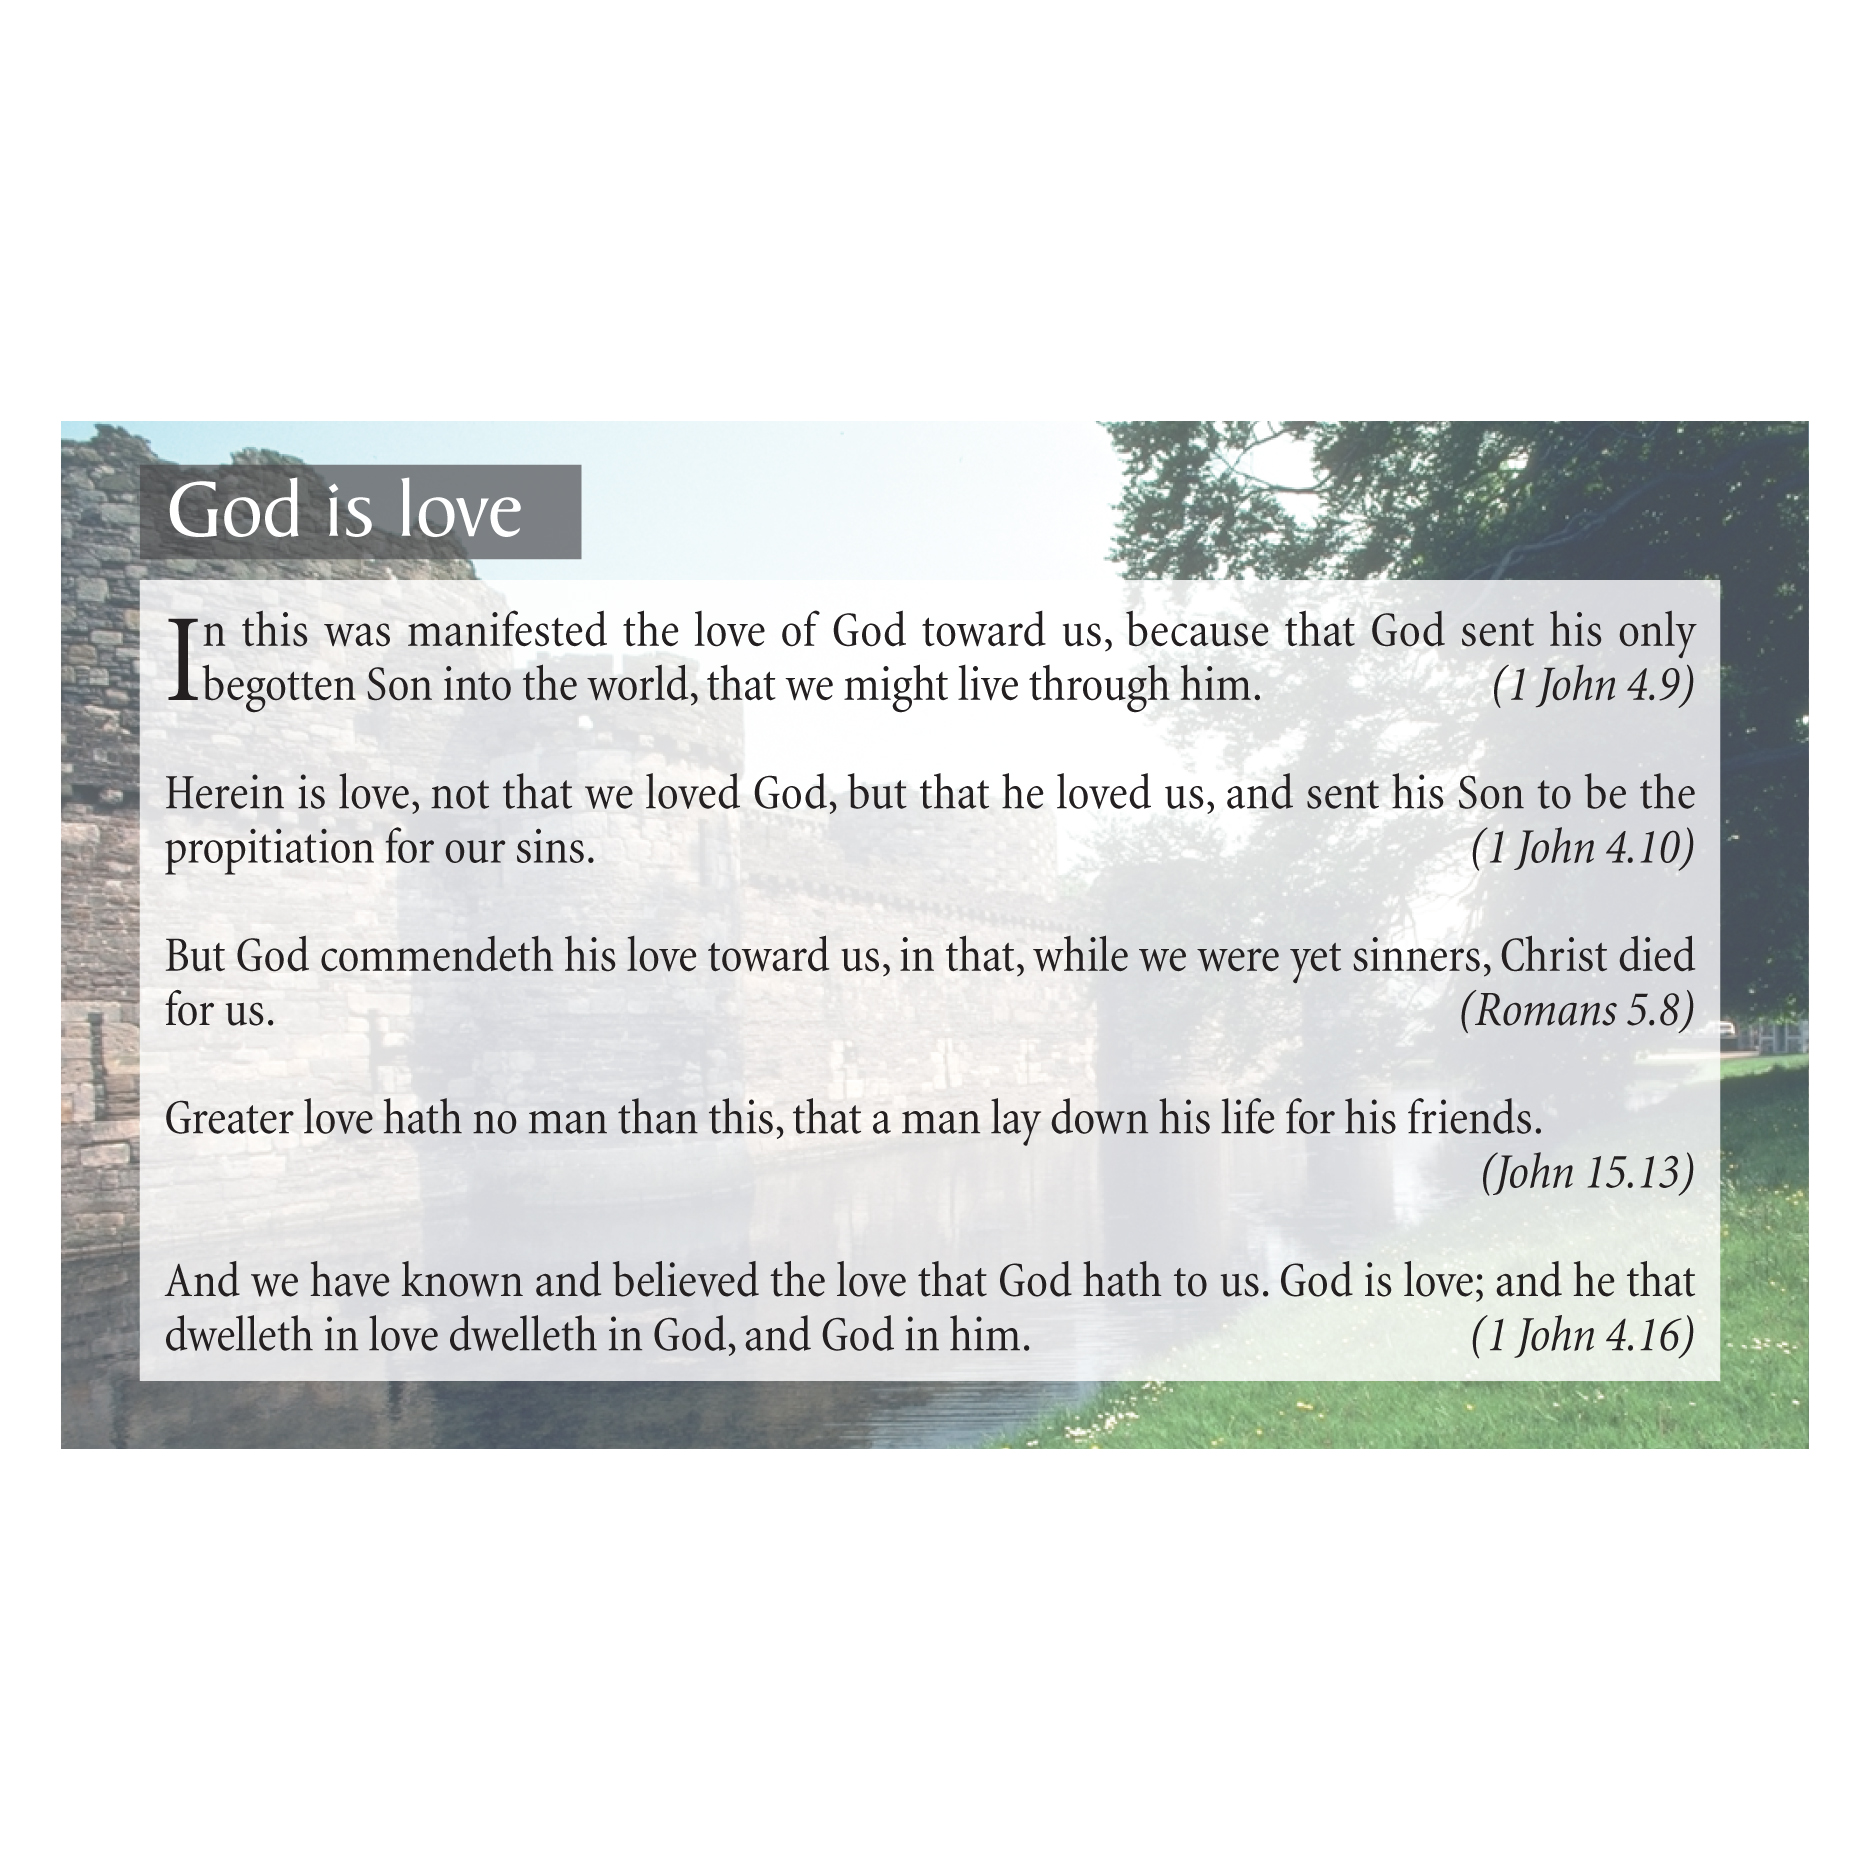 God is love
In this was manifested the love of God toward us, because that God sent his only
begotten Son into the world, that we might live through him. (1 John 4.9)
Herein is love, not that we loved God, but that he loved us, and sent his Son to be the
propitiation for our sins. (1 John 4.10)
But God commendeth his love toward us, in that, while we were yet sinners, Christ died
for us. (Romans 5.8)
Greater love hath no man than this, that a man lay down his life for his friends.
(John 15.13)
And we have known and believed the love that God hath to us. God is love; and he that
dwelleth in love dwelleth in God, and God in him. (1 John 4.16)